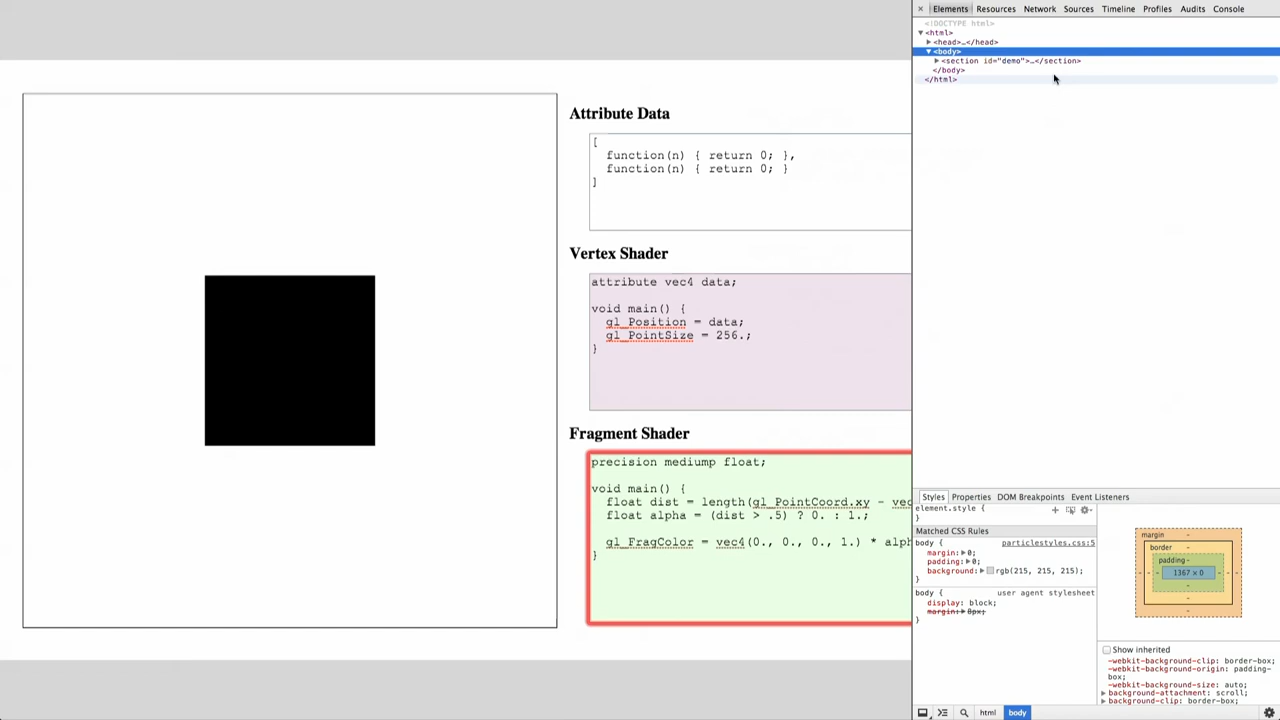 Attribute Data
[
function(n) { return 0; },
function(n) { return 0; }
]
Vertex Shader
attribute vec4 data;
void main() {
gl_Position = data;
gl_PointSize = 256.;
}
Fragment Shader
precision mediump float;
void main() {
float dist = length(gl_PointCoord.xy - vec
float alpha = (dist > .5) ? 0. : 1.;
gl_FragColor = vec4(0., 0., 0., 1.) * alph
}
× Elements Resources Network Sources Timeline Profiles Audits Console
<!DOCTYPE html>
▼<html>
▶<head>…</head>
▼<body>
▶<section id="demo">…</section>
</body>
</html>
Styles Properties DOM Breakpoints Event Listeners
element.style {
}
Matched CSS Rules
body { particlestyles.css:5
margin:▶0;
padding:▶0;
background:▶rgb(215, 215, 215);
}
body { user agent stylesheet
display: block;
margin:▶8px;
}
margin -
border -
padding -
- - - 1367 × 0 - - -
-
-
-
Show inherited
-webkit-background-clip: border-box;
-webkit-background-origin: padding-
box;
-webkit-background-size: auto;
▶background-attachment: scroll;
▶background-clip: border-box;
html body